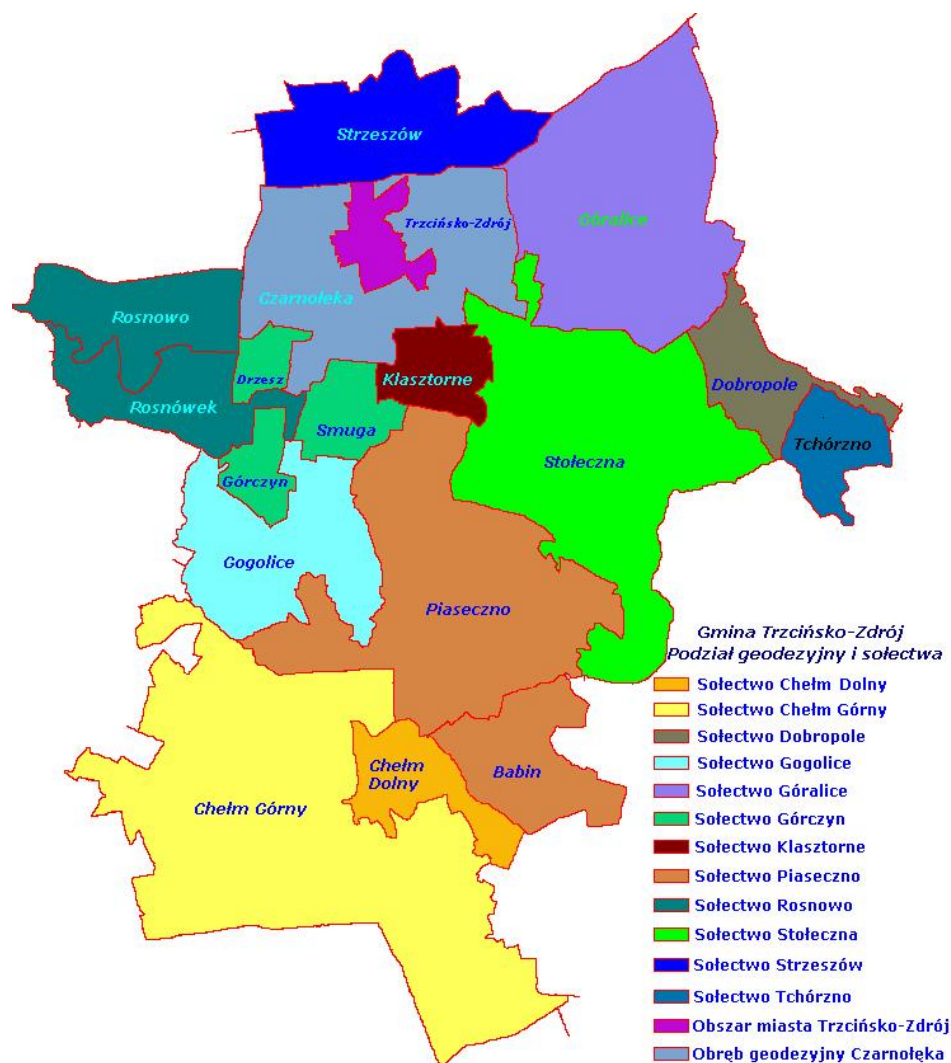 Strzeszów
Góralice
Trzcińsko-Zdrój
Czarnołeka
Rosnowo
Drzesz
Klasztorne
Dobropole
Rosnówek
Smuga
Tchórzno
Stołeczna
Górczyn
Gogolice
Piaseczno
Gmina Trzcińsko-Zdrój
Podział geodezyjny i sołectwa
Sołectwo Chełm Dolny
Sołectwo Chełm Górny
Sołectwo Dobropole
Sołectwo Gogolice
Sołectwo Góralice
Sołectwo Górczyn
Sołectwo Klasztorne
Sołectwo Piaseczno
Sołectwo Rosnowo
Sołectwo Stołeczna
Sołectwo Strzeszów
Sołectwo Tchórzno
Obszar miasta Trzcińsko-Zdrój
Obręb geodezyjny Czarnołęka
Chełm
Dolny
Babin
Chełm Górny